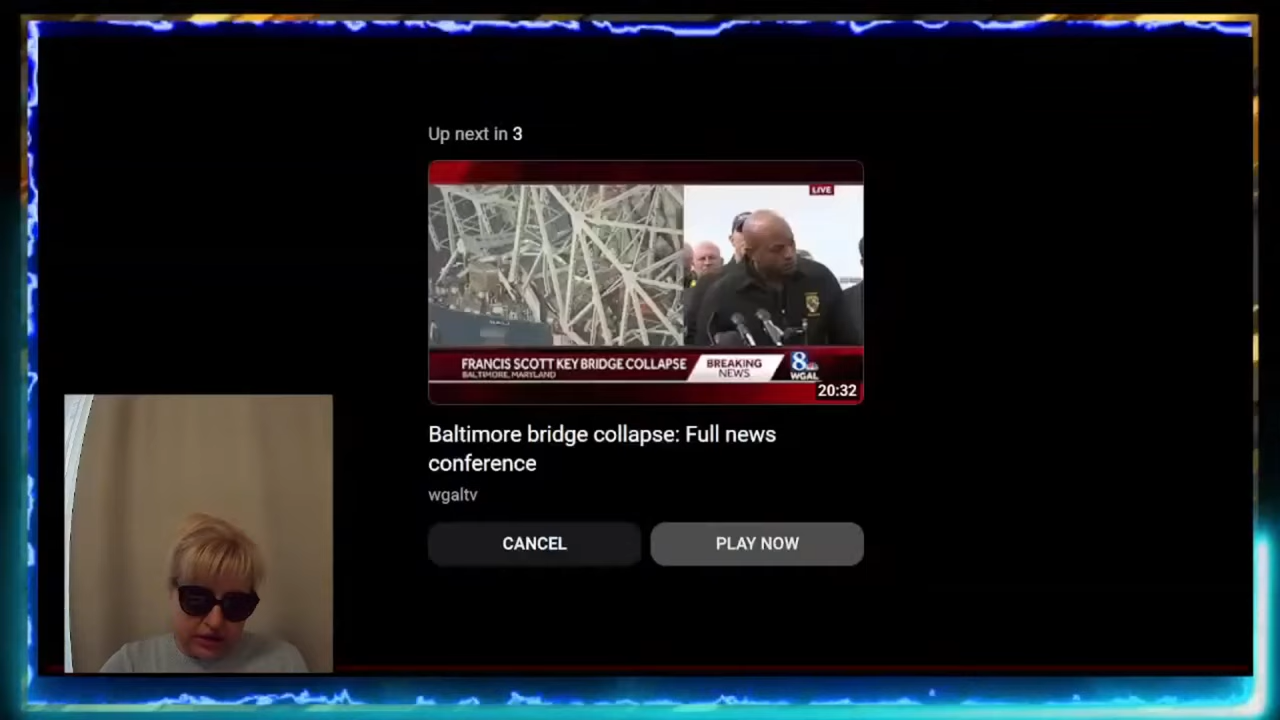 Up next in 3
LIVE
FRANCIS SCOTT KEY BRIDGE COLLAPSE
BALTIMORE, MARYLAND
BREAKING
NEWS
8
WGAL
20:32
Baltimore bridge collapse: Full news
conference
wgaltv
CANCEL
PLAY NOW